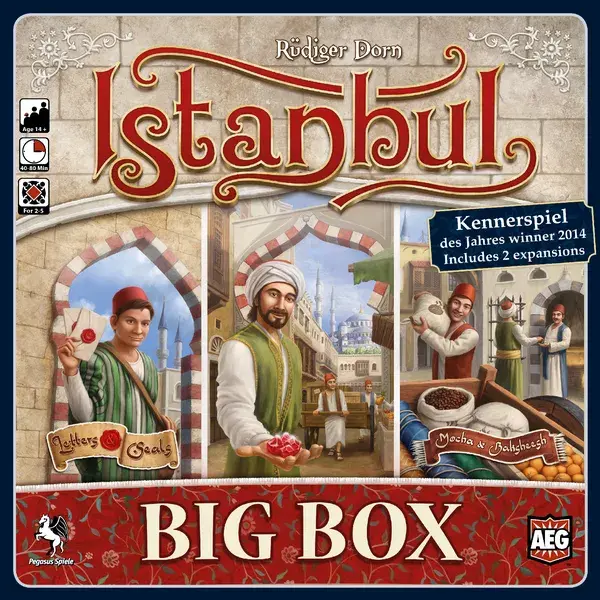 Rüdiger Dorn
Istanbul
Age 14+
40-80 Min
For 2-5
Kennerspiel
des Jahres winner 2014
Includes 2 expansions
Letters & Seals
Mocha & Baksheesh
BIG BOX
Pegasus Spiele
AEG